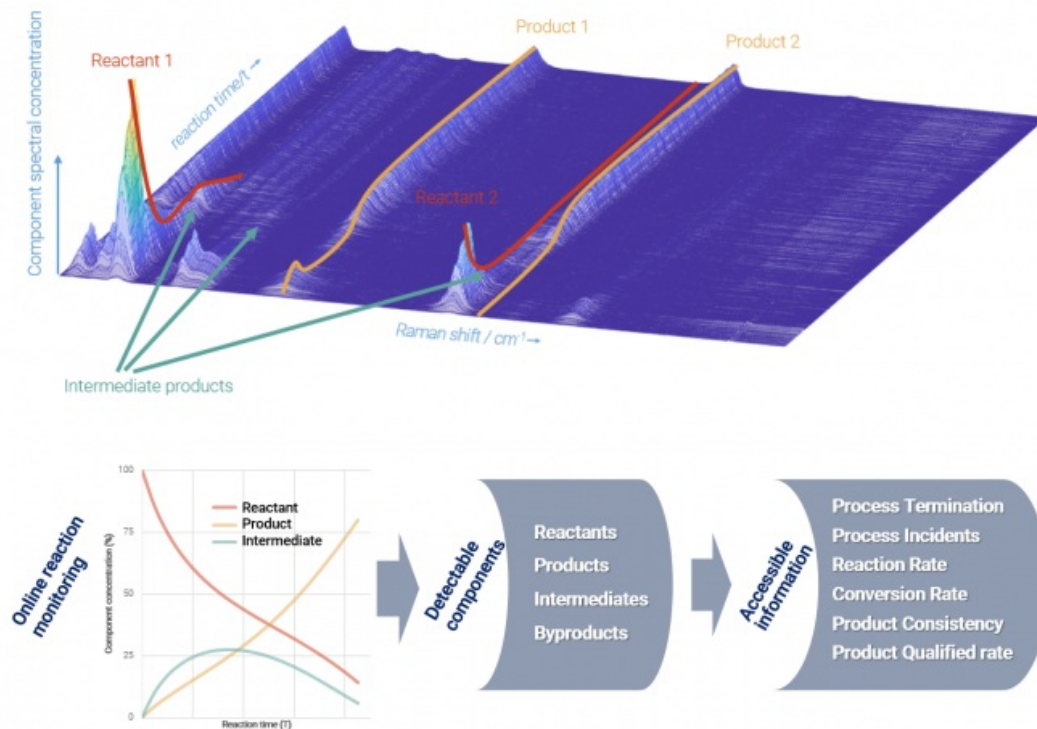 Product 1
Product 2
Reactant 1
reaction time/t →
Component spectral concentration
Reactant 2
Raman shift / cm⁻¹→
Intermediate products
Online reaction
monitoring
100
75
50
25
0
Component concentration (%)
Reactant
Product
Intermediate
Reaction time (T)
Detectable
components
Reactants
Products
Intermediates
Byproducts
Accessible
information
Process Termination
Process Incidents
Reaction Rate
Conversion Rate
Product Consistency
Product Qualified rate